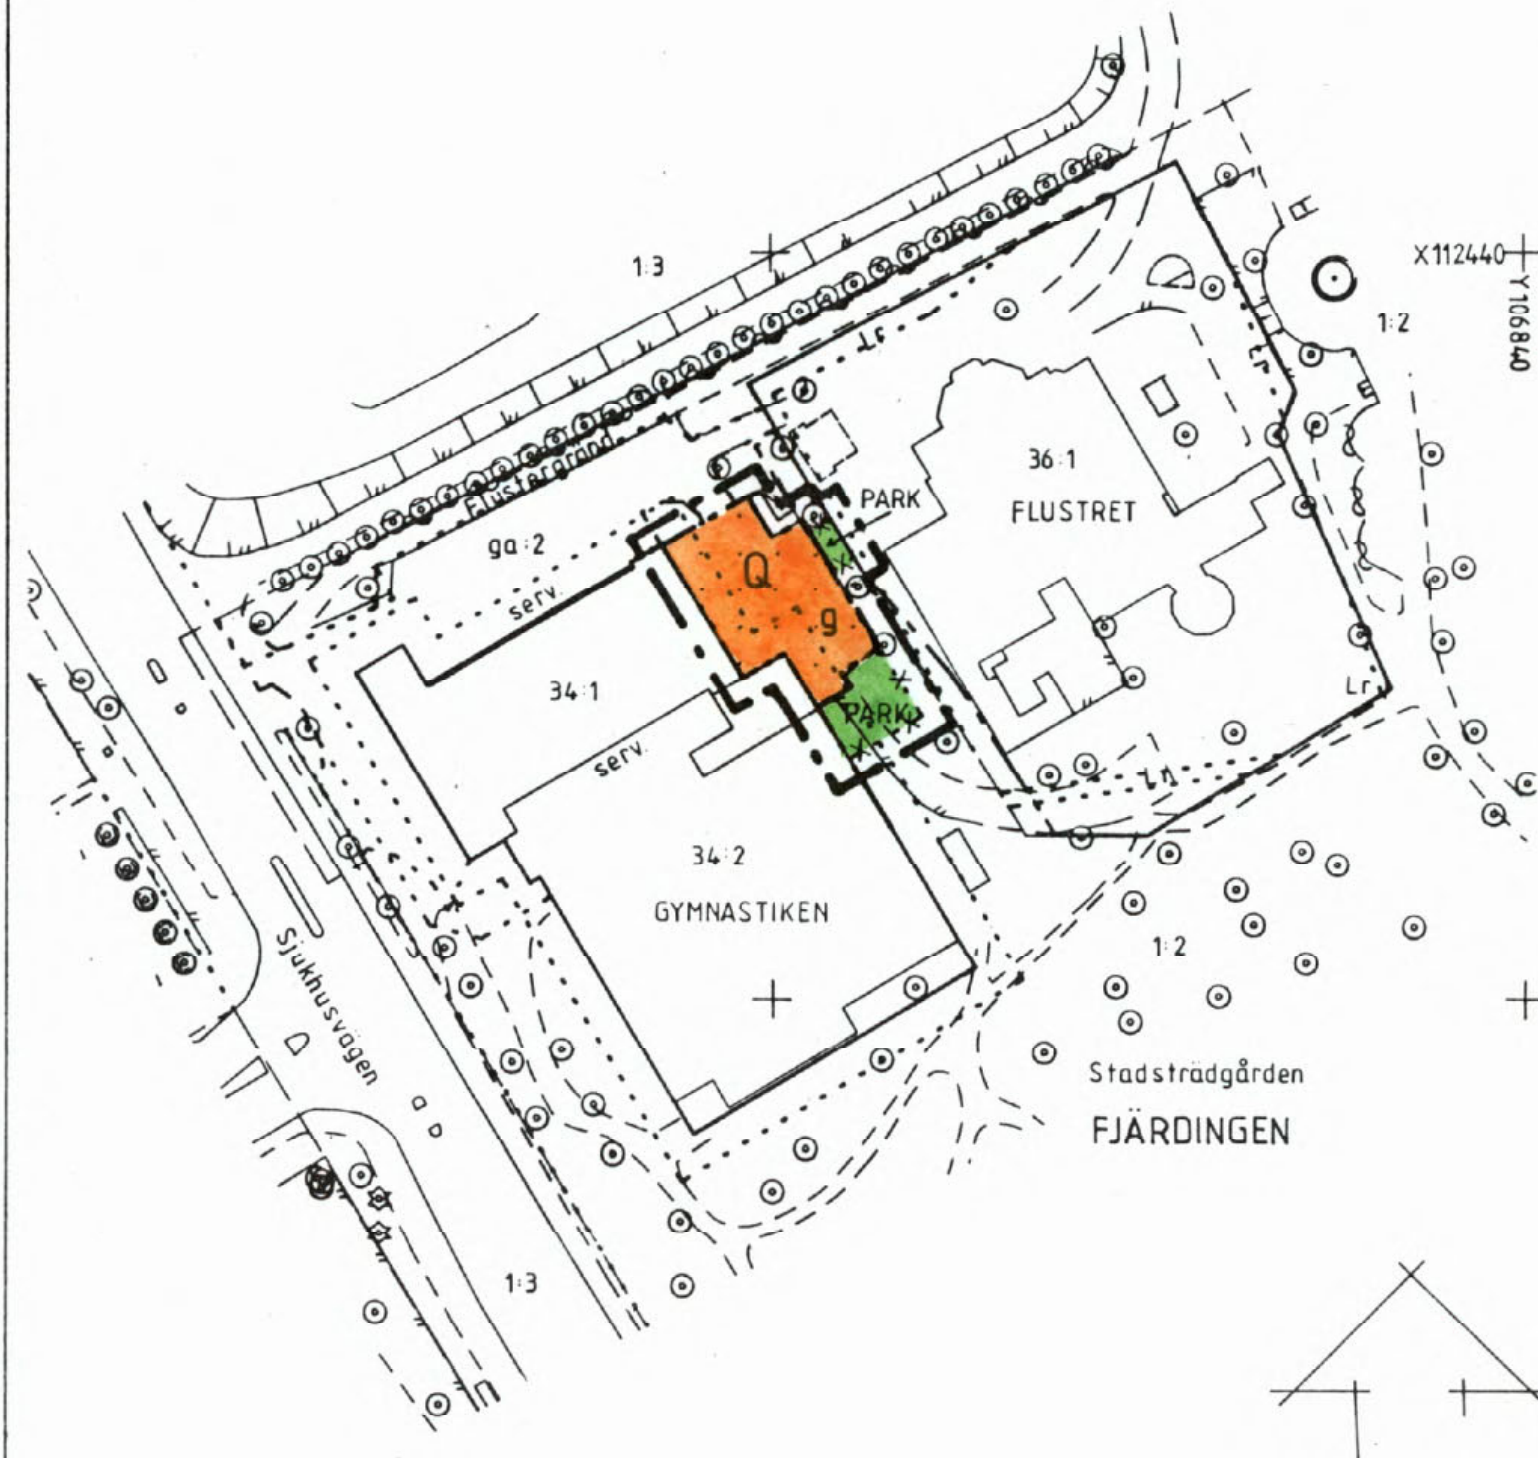 1:3
X112440
Y106840
1:2
36:1
FLUSTRET
PARK
Flustergränd
ga:2
Q
serv.
g
34:1
Lr
PARK
serv.
34:2
GYMNASTIKEN
Sjukhusvägen
1:2
Stadsträdgården
FJÄRDINGEN
1:3